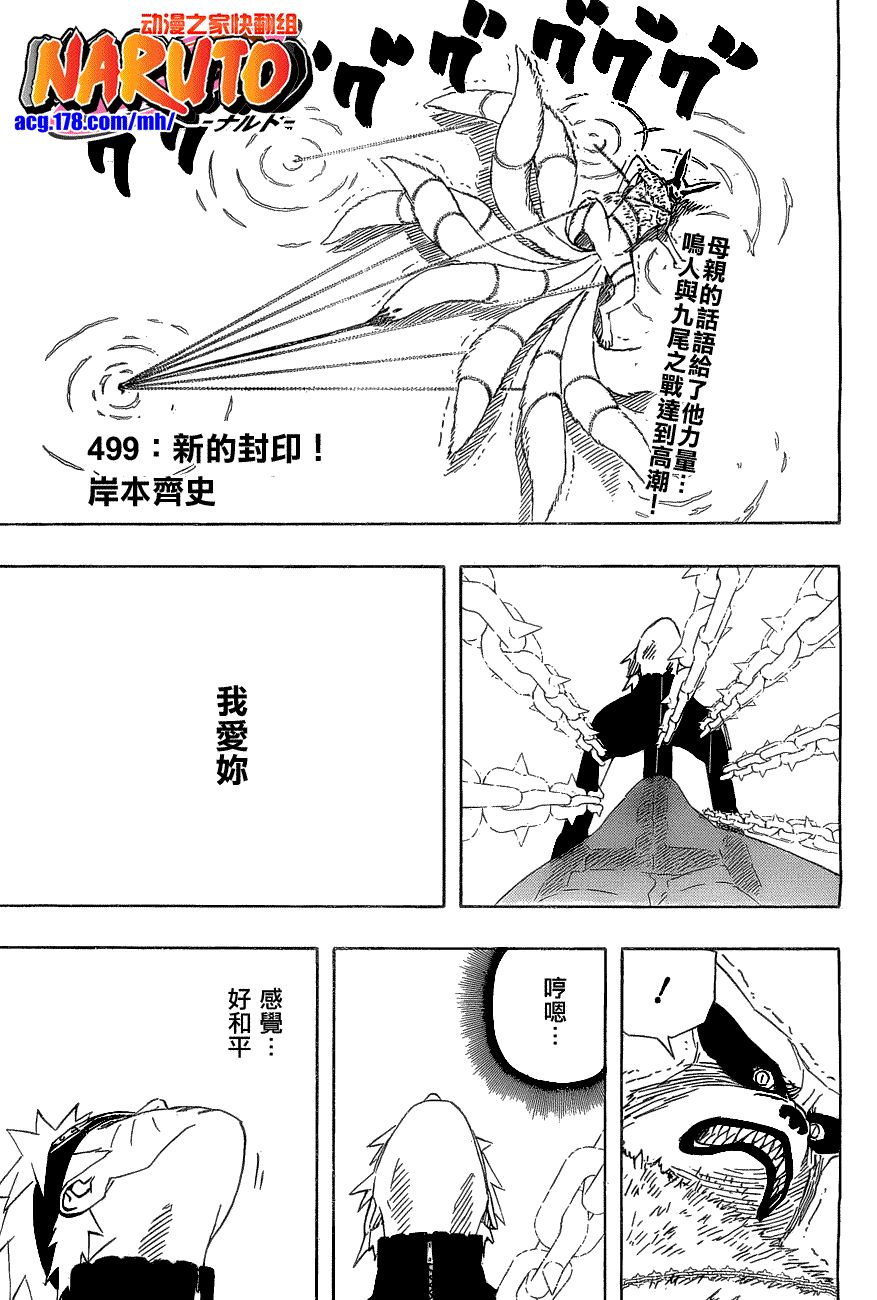 动漫之家快翻组
NARUTO
acg.178.com/mh/
-ナルト-
グググググググ
母親的話語給了他力量…
鳴人與九尾之戰達到高潮！
499：新的封印！
岸本齊史
我愛妳
！
哼嗯…
感覺…
好和平